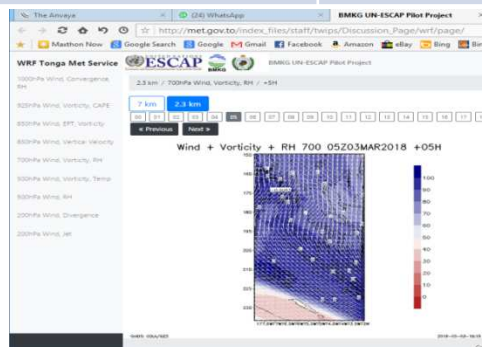 The Anvaya
(24) WhatsApp
BMKG UN-ESCAP Pilot Project
http://met.gov.to/index_files/staff/twips/Discussion_Page/wrf/page/
Maxthon Now Google Search Google Gmail Facebook Amazon eBay Bing
WRF Tonga Met Service
ESCAP
BMKG
BMKG UN-ESCAP Pilot Project
2.3 km / 700hPa Wind, Vorticity, RH / +5H
1000hPa Wind, Convergence
RH
7 km 2.3 km
925hPa Wind, Vorticity, CAPE
00 01 02 03 04 05 06 07 08 09 10 11 12 13 14 15 16 17
850hPa Wind, EPT, Vorticity
« Previous Next »
850hPa Wind, Vertical Velocity
Wind + Vorticity + RH 700 05Z03MAR2018 +05H
700hPa Wind, Vorticity, RH
500hPa Wind, Vorticity, Temp
500hPa Wind, RH
200hPa Wind, Divergence
200hPa Wind, Jet
100
90
80
70
60
50
40
30
20
10
0